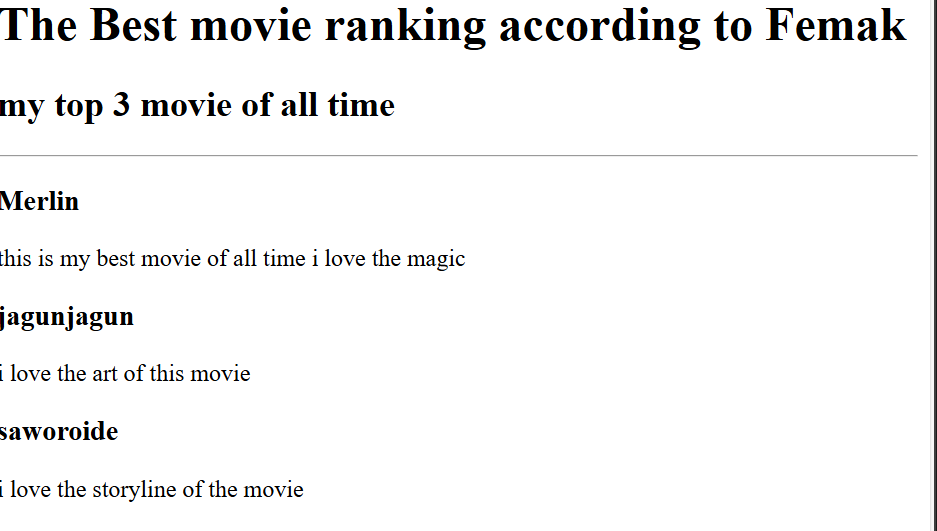 The Best movie ranking according to Femak
my top 3 movie of all time
Merlin
this is my best movie of all time i love the magic
jagunjagun
i love the art of this movie
saworoide
i love the storyline of the movie